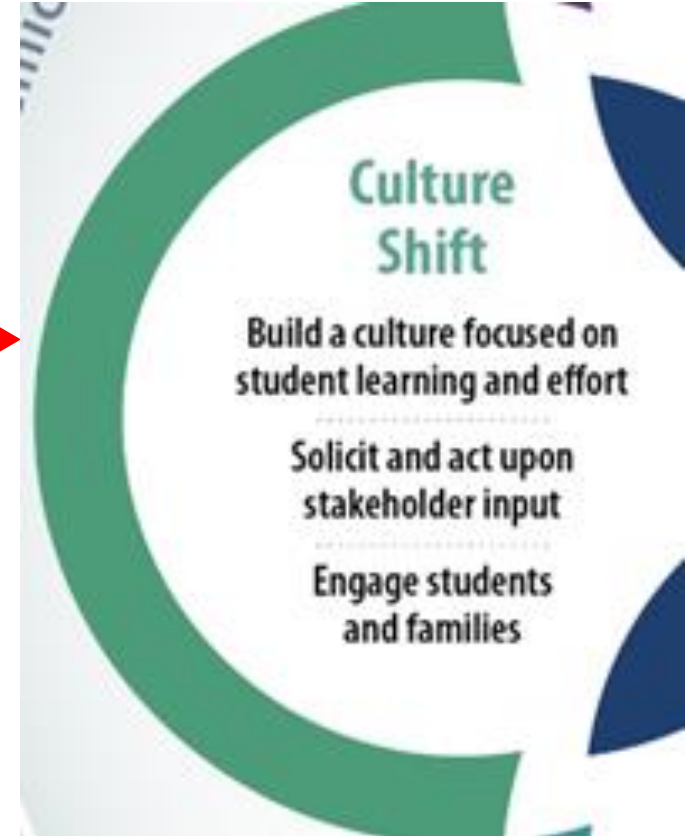 Culture
Shift
Build a culture focused on
student learning and effort
Solicit and act upon
stakeholder input
Engage students
and families